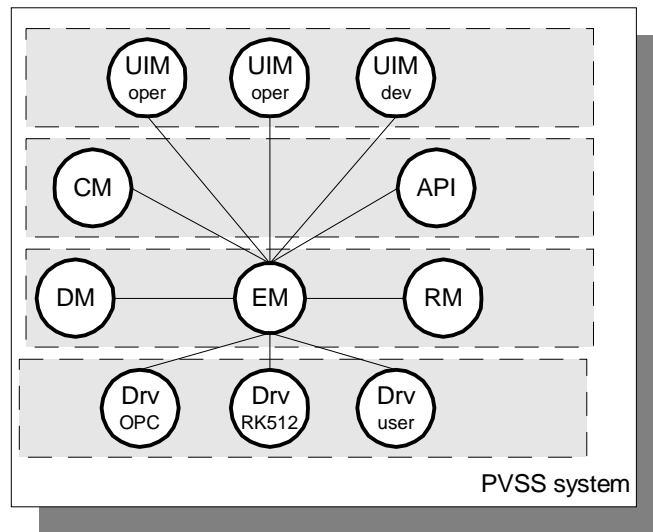 UIM
oper
UIM
oper
UIM
dev
CM
API
DM
EM
RM
Drv
OPC
Drv
RK512
Drv
user
PVSS system